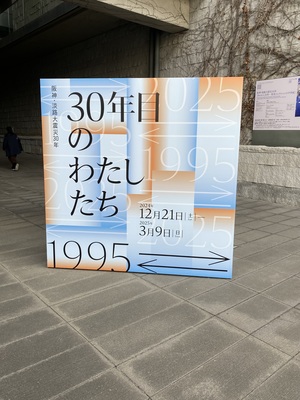 阪神・淡路大震災30年
30年目
の
わたし
たち
2025
1995
2025
2024年
12月21日[土]
2025年
3月9日[日]
1995